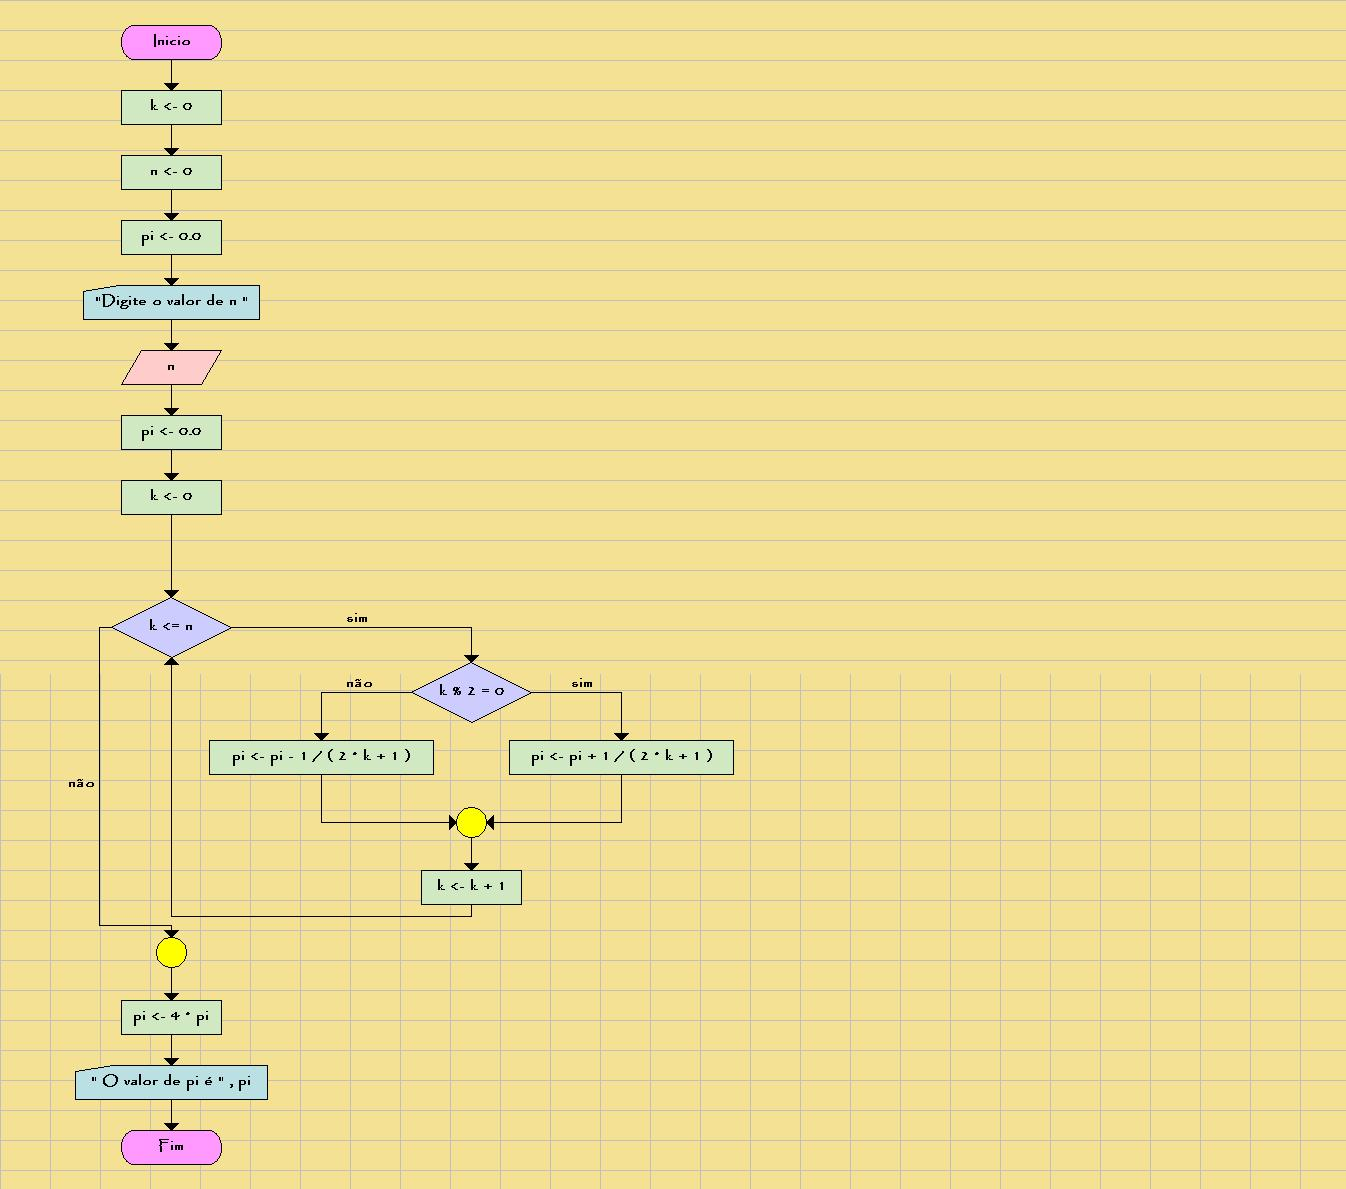 Inicio
k <- 0
n <- 0
pi <- 0.0
"Digite o valor de n "
n
pi <- 0.0
k <- 0
k <= n
sim
não
k % 2 = 0
não
sim
pi <- pi - 1 / ( 2 * k + 1 )
pi <- pi + 1 / ( 2 * k + 1 )
k <- k + 1
pi <- 4 * pi
" O valor de pi é " , pi
Fim